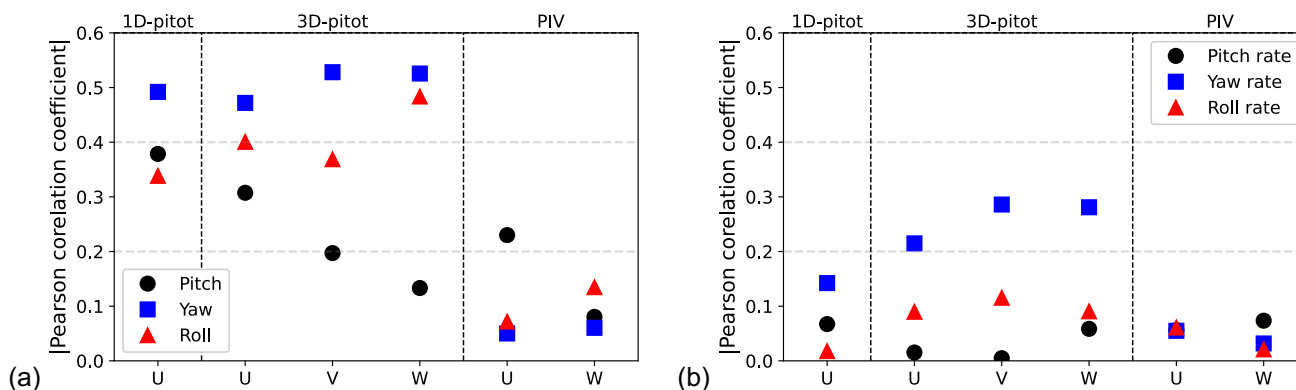 1D-pitot 3D-pitot PIV
|Pearson corelation coefficient|
0.6
0.5
0.4
0.3
0.2
0.1
0.0
Pitch
Yaw
Roll
U U V W U W
(a)
1D-pitot 3D-pitot PIV
|Pearson corelation coefficient|
0.6
0.5
0.4
0.3
0.2
0.1
0.0
Pitch rate
Yaw rate
Roll rate
U U V W U W
(b)